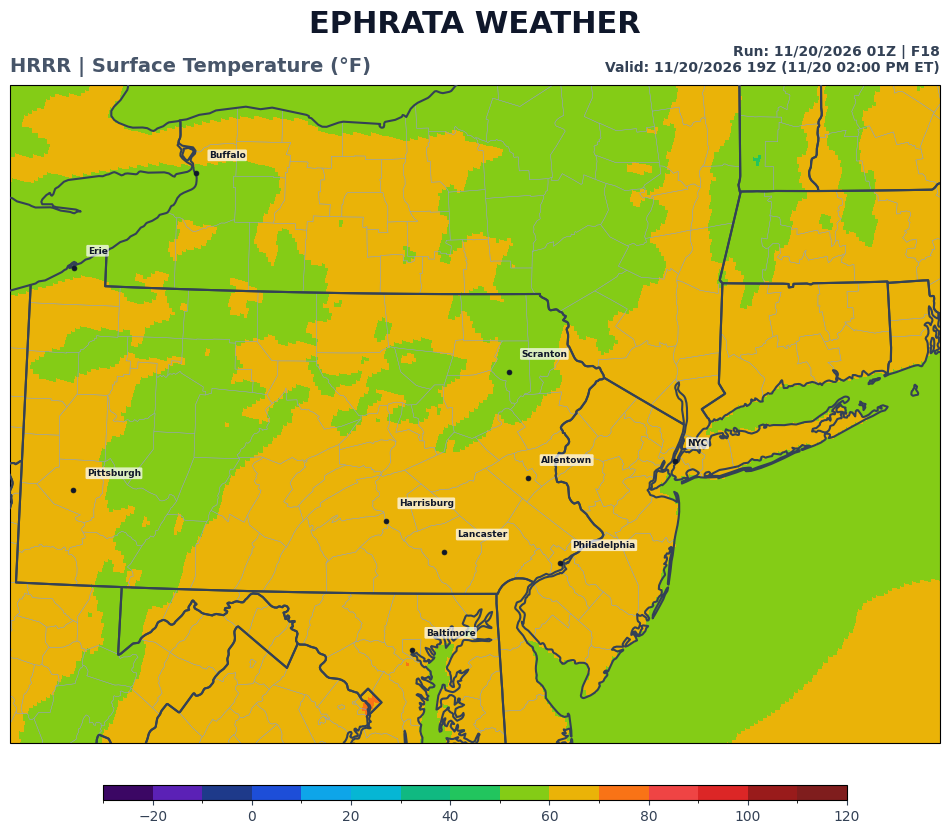 EPHRATA WEATHER
HRRR | Surface Temperature (°F)
Run: 11/20/2026 01Z | F18
Valid: 11/20/2026 19Z (11/20 02:00 PM ET)
Buffalo
Erie
Scranton
NYC
Allentown
Pittsburgh
Harrisburg
Lancaster
Philadelphia
Baltimore
−20 0 20 40 60 80 100 120